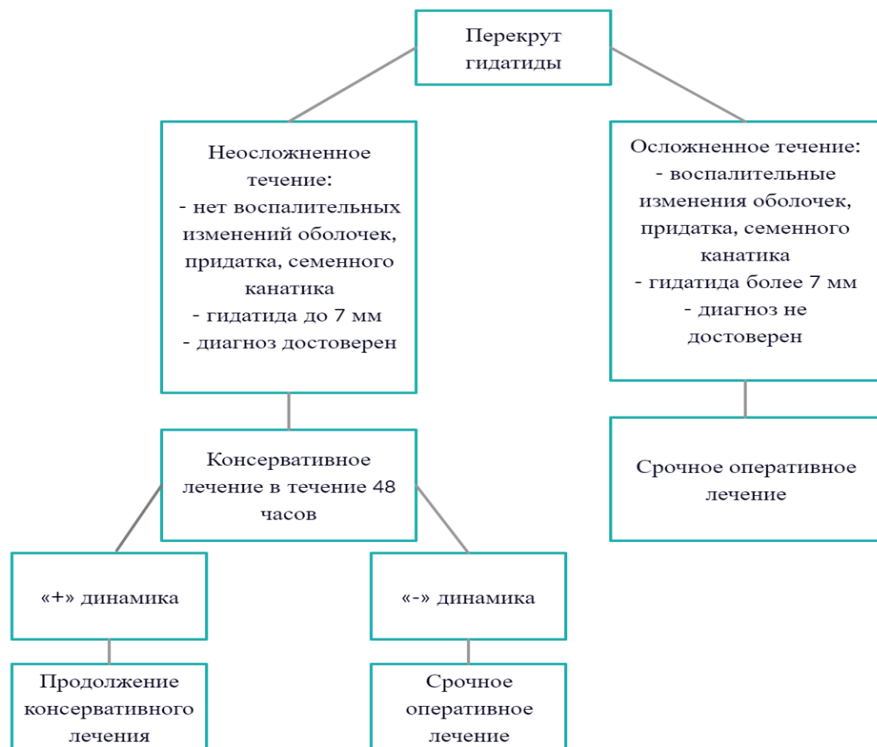 Перекрут
гидатиды
Неосложненное
течение:
- нет воспалительных
изменений оболочек,
придатка, семенного
канатика
- гидатида до 7 мм
- диагноз достоверен
Осложненное течение:
- воспалительные
изменения оболочек,
придатка, семенного
канатика
- гидатида более 7 мм
- диагноз не
достоверен
Консервативное
лечение в течение 48
часов
Срочное оперативное
лечение
«+» динамика
«-» динамика
Продолжение
консервативного
лечения
Срочное
оперативное
лечение